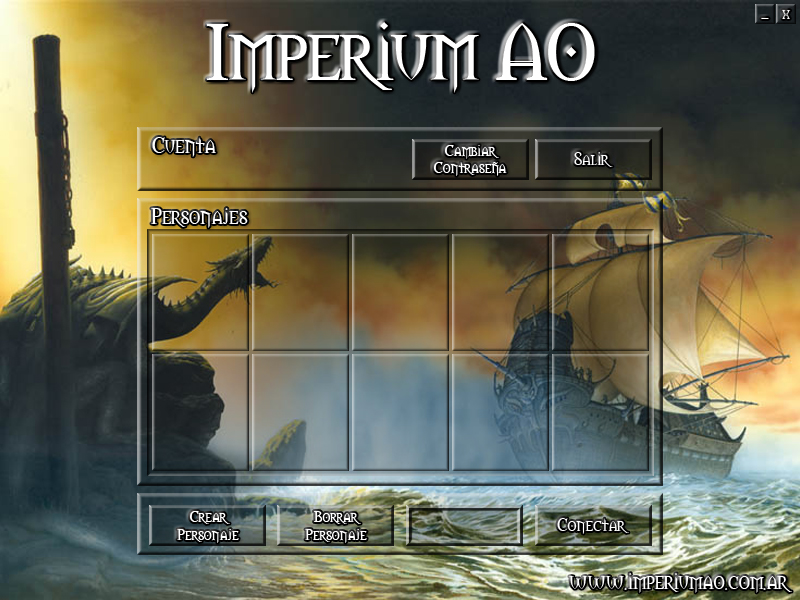 _ X
Imperium AO
Cuenta
Cambiar
Contraseña
Salir
Personajes
Crear
Personaje
Borrar
Personaje
Conectar
www.imperiumao.com.ar